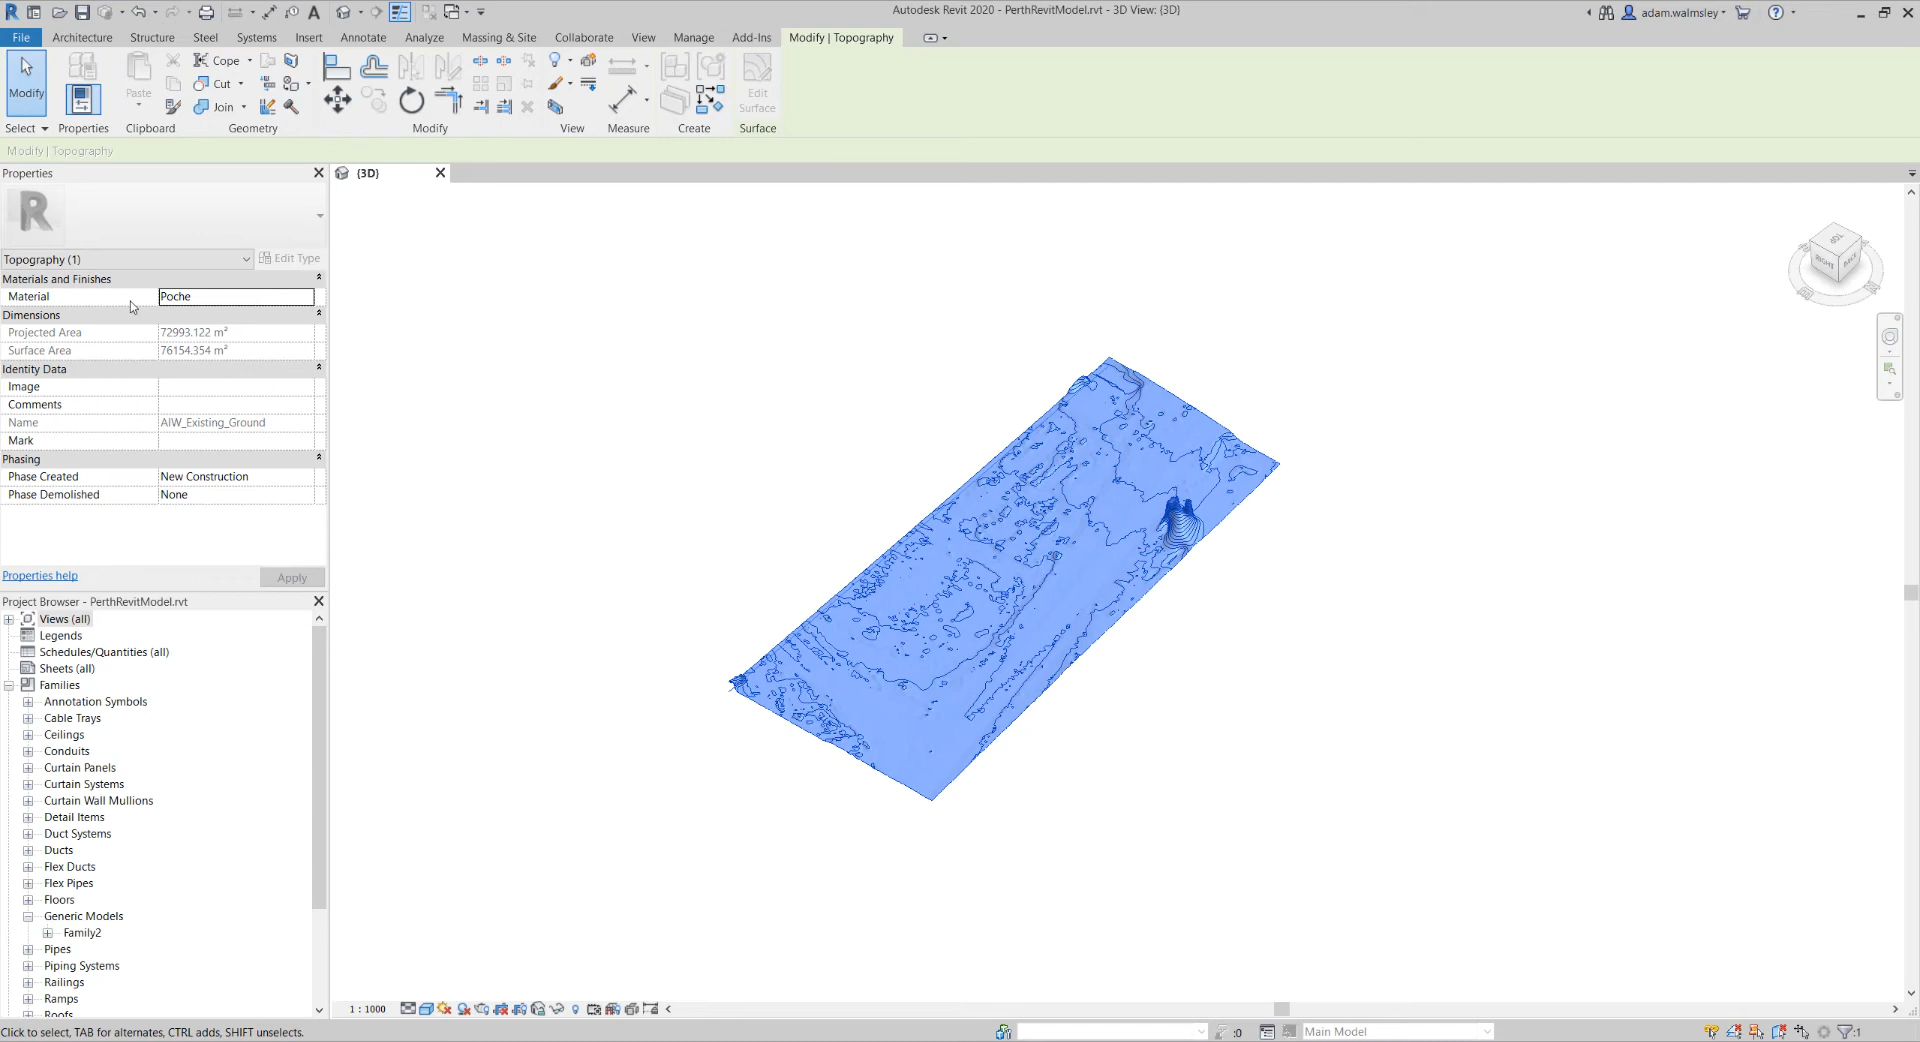 Autodesk Revit 2020 - PerthRevitModel.rvt - 3D View: {3D}
adam.walmsley
File
Architecture
Structure
Steel
Systems
Insert
Annotate
Analyze
Massing & Site
Collaborate
View
Manage
Add-Ins
Modify | Topography
Modify
Paste
Cope
Cut
Join
Edit
Surface
Select
Properties
Clipboard
Geometry
Modify
View
Measure
Create
Surface
Modify | Topography
Properties
{3D}
R
Topography (1)
Edit Type
Materials and Finishes
Material Poche
Dimensions
Projected Area 72993.122 m²
Surface Area 76154.354 m²
Identity Data
Image
Comments
Name AIW_Existing_Ground
Mark
Phasing
Phase Created New Construction
Phase Demolished None
Properties help
Apply
Project Browser - PerthRevitModel.rvt
Views (all)
Legends
Schedules/Quantities (all)
Sheets (all)
Families
Annotation Symbols
Cable Trays
Ceilings
Conduits
Curtain Panels
Curtain Systems
Curtain Wall Mullions
Detail Items
Duct Systems
Ducts
Flex Ducts
Flex Pipes
Floors
Generic Models
Family2
Pipes
Piping Systems
Railings
Ramps
Roofs
TOP
RIGHT
BACK
1 : 1000
Click to select, TAB for alternates, CTRL adds, SHIFT unselects.
:0
Main Model
:1